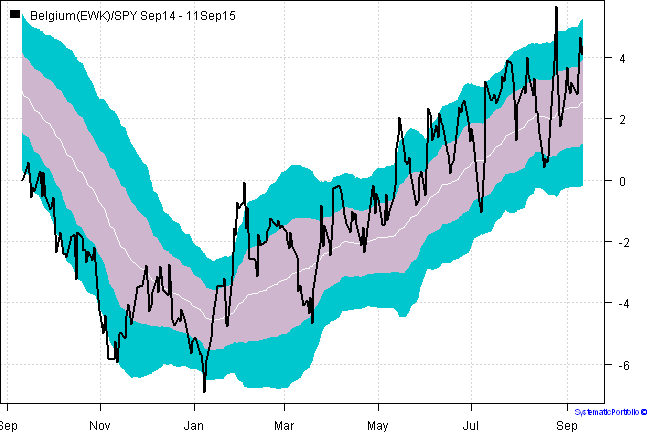 Belgium(EWK)/SPY Sep14 - 11Sep15
4
2
0
-2
-4
-6
Sep Nov Jan Mar May Jul Sep
SystematicPortfolio ©